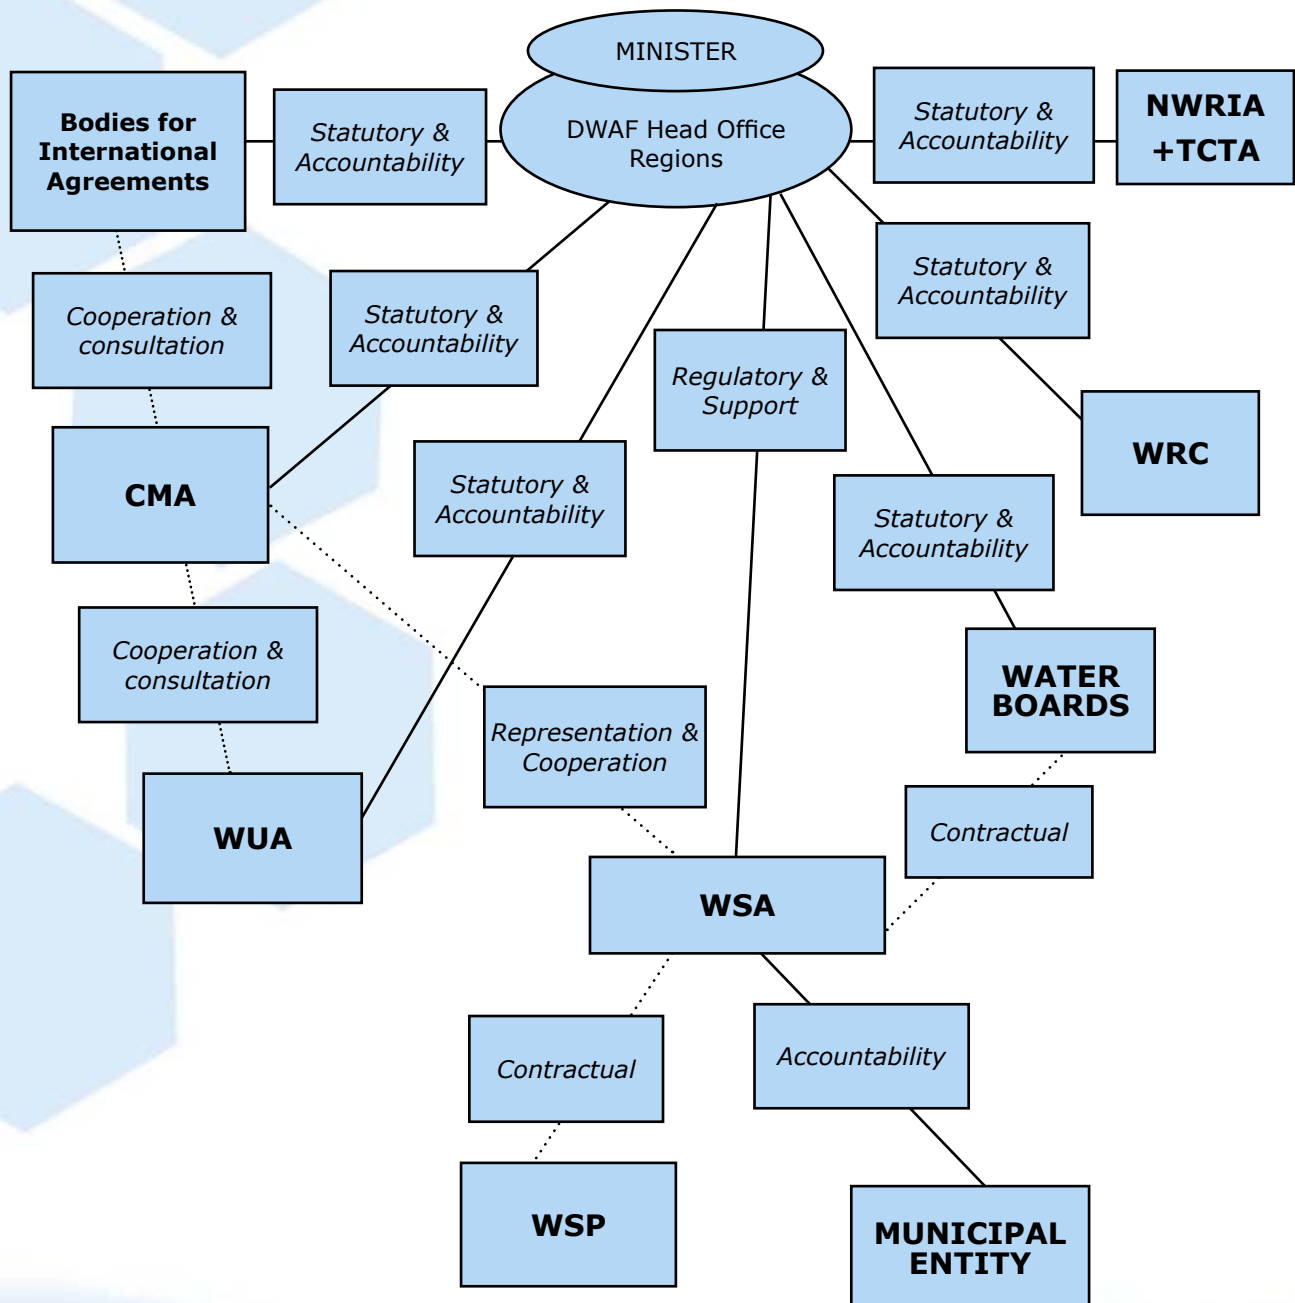 MINISTER
DWAF Head Office
Regions
Bodies for
International
Agreements
Statutory &
Accountability
Statutory &
Accountability
NWRIA
+TCTA
Cooperation &
consultation
Statutory &
Accountability
Statutory &
Accountability
Regulatory &
Support
WRC
CMA
Statutory &
Accountability
Statutory &
Accountability
Cooperation &
consultation
WATER
BOARDS
Representation &
Cooperation
WUA
Contractual
WSA
Contractual
Accountability
WSP
MUNICIPAL
ENTITY